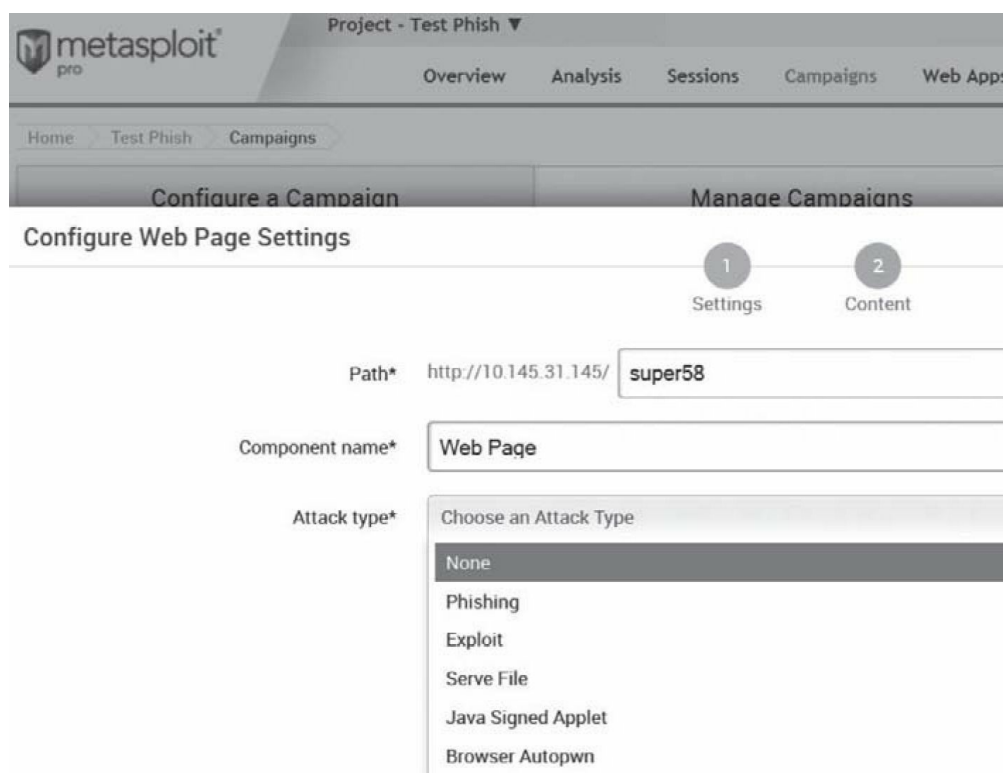 Project - Test Phish ▼
metasploit®
pro
Overview Analysis Sessions Campaigns Web Apps
Home Test Phish Campaigns
Configure a Campaign Manage Campaigns
Configure Web Page Settings
1 2
Settings Content
Path* http://10.145.31.145/ super58
Component name* Web Page
Attack type* Choose an Attack Type
None
Phishing
Exploit
Serve File
Java Signed Applet
Browser Autopwn